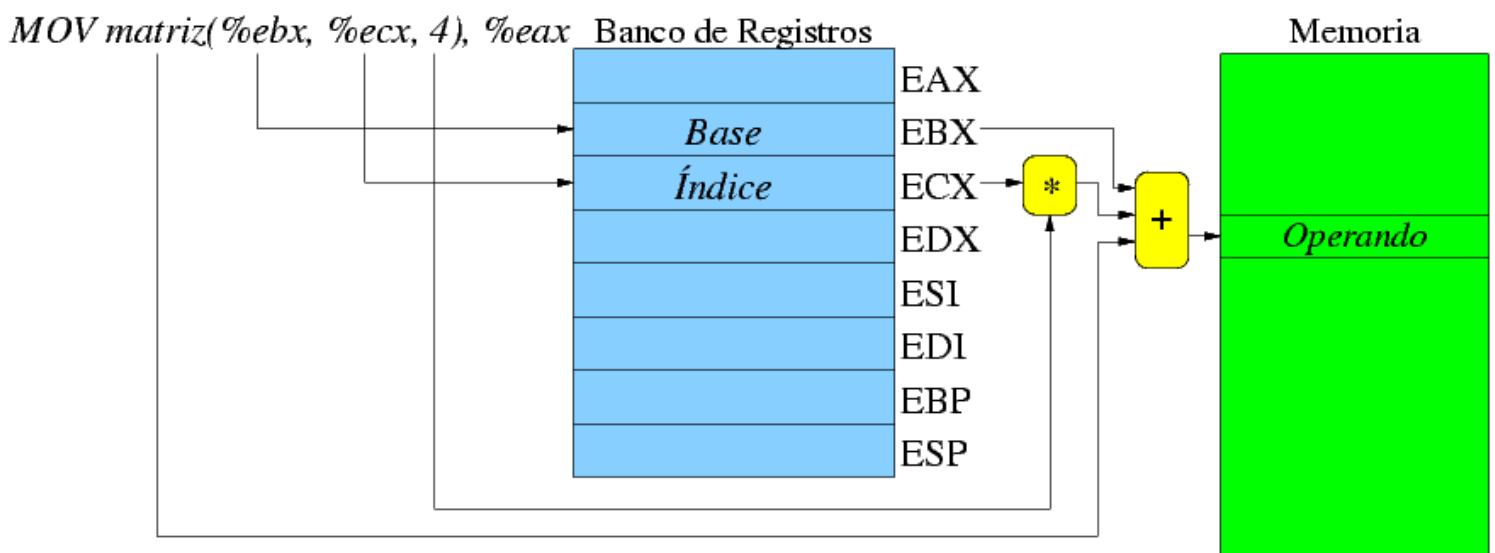 MOV matriz(%ebx, %ecx, 4), %eax
Banco de Registros
Memoria
EAX
Base
EBX
Índice
ECX
*
+
EDX
Operando
ESI
EDI
EBP
ESP